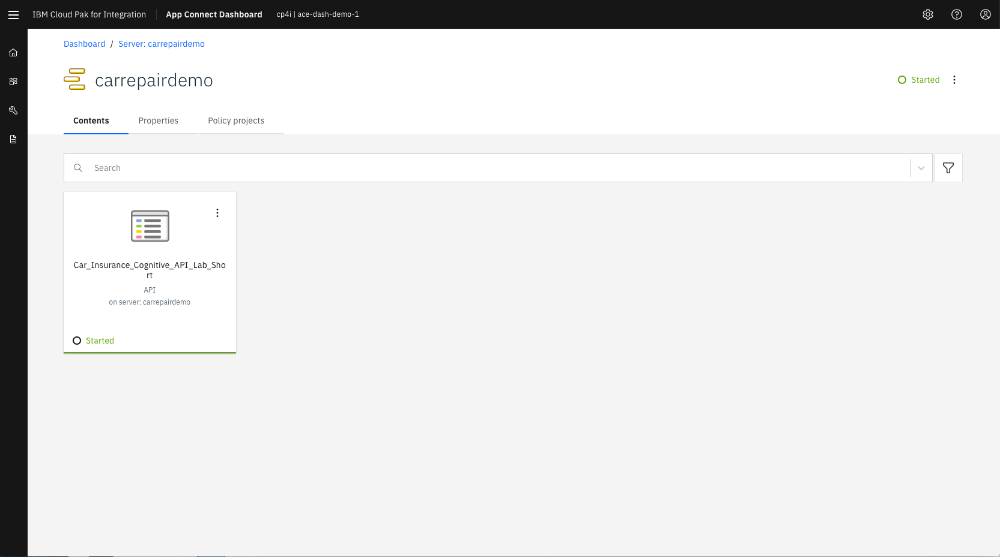 IBM Cloud Pak for Integration App Connect Dashboard cp4i | ace-dash-demo-1
Dashboard / Server: carrepairdemo
carrepairdemo
Started
Contents Properties Policy projects
Search
Car_Insurance_Cognitive_API_Lab_Sho
rt
API
on server: carrepairdemo
Started